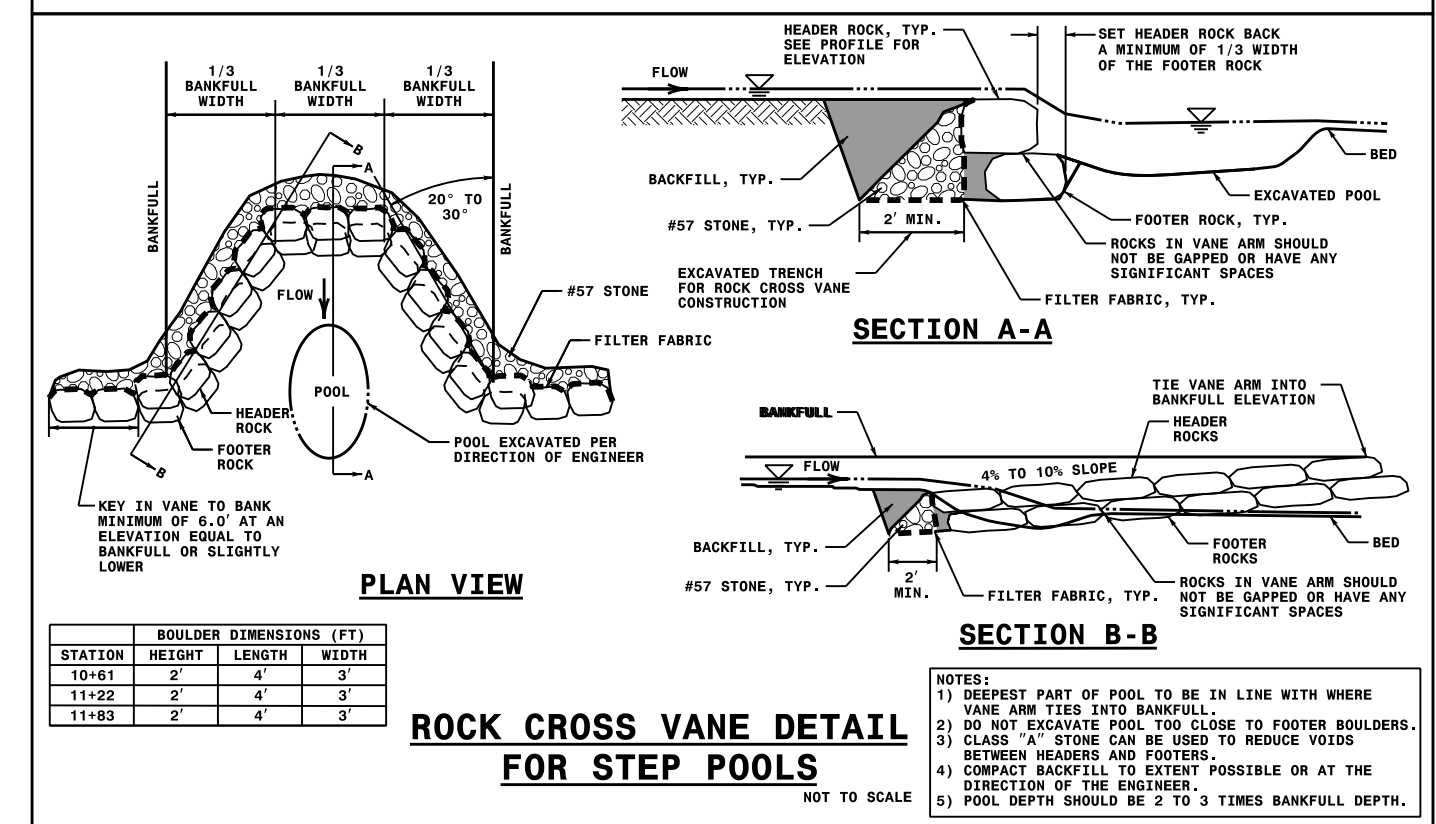 1/3
BANKFULL
WIDTH
1/3
BANKFULL
WIDTH
1/3
BANKFULL
WIDTH
B
A
BANKFULL
20° TO
30°
BANKFULL
FLOW
#57 STONE
FILTER FABRIC
POOL
HEADER
ROCK
FOOTER
ROCK
POOL EXCAVATED PER
DIRECTION OF ENGINEER
B
A
KEY IN VANE TO BANK
MINIMUM OF 6.0' AT AN
ELEVATION EQUAL TO
BANKFULL OR SLIGHTLY
LOWER
PLAN VIEW
HEADER ROCK, TYP.
SEE PROFILE FOR
ELEVATION
SET HEADER ROCK BACK
A MINIMUM OF 1/3 WIDTH
OF THE FOOTER ROCK
FLOW
BED
BACKFILL, TYP.
EXCAVATED POOL
#57 STONE, TYP.
2' MIN.
FOOTER ROCK, TYP.
ROCKS IN VANE ARM SHOULD
NOT BE GAPPED OR HAVE ANY
SIGNIFICANT SPACES
EXCAVATED TRENCH
FOR ROCK CROSS VANE
CONSTRUCTION
FILTER FABRIC, TYP.
SECTION A-A
TIE VANE ARM INTO
BANKFULL ELEVATION
BANKFULL
HEADER
ROCKS
FLOW
4% TO 10% SLOPE
BACKFILL, TYP.
FOOTER
ROCKS
BED
#57 STONE, TYP.
2'
MIN.
FILTER FABRIC, TYP.
ROCKS IN VANE ARM SHOULD
NOT BE GAPPED OR HAVE ANY
SIGNIFICANT SPACES
SECTION B-B
BOULDER DIMENSIONS (FT)
STATION HEIGHT LENGTH WIDTH
10+61 2' 4' 3'
11+22 2' 4' 3'
11+83 2' 4' 3'
ROCK CROSS VANE DETAIL
FOR STEP POOLS
NOT TO SCALE
NOTES:
1) DEEPEST PART OF POOL TO BE IN LINE WITH WHERE
VANE ARM TIES INTO BANKFULL.
2) DO NOT EXCAVATE POOL TOO CLOSE TO FOOTER BOULDERS.
3) CLASS "A" STONE CAN BE USED TO REDUCE VOIDS
BETWEEN HEADERS AND FOOTERS.
4) COMPACT BACKFILL TO EXTENT POSSIBLE OR AT THE
DIRECTION OF THE ENGINEER.
5) POOL DEPTH SHOULD BE 2 TO 3 TIMES BANKFULL DEPTH.